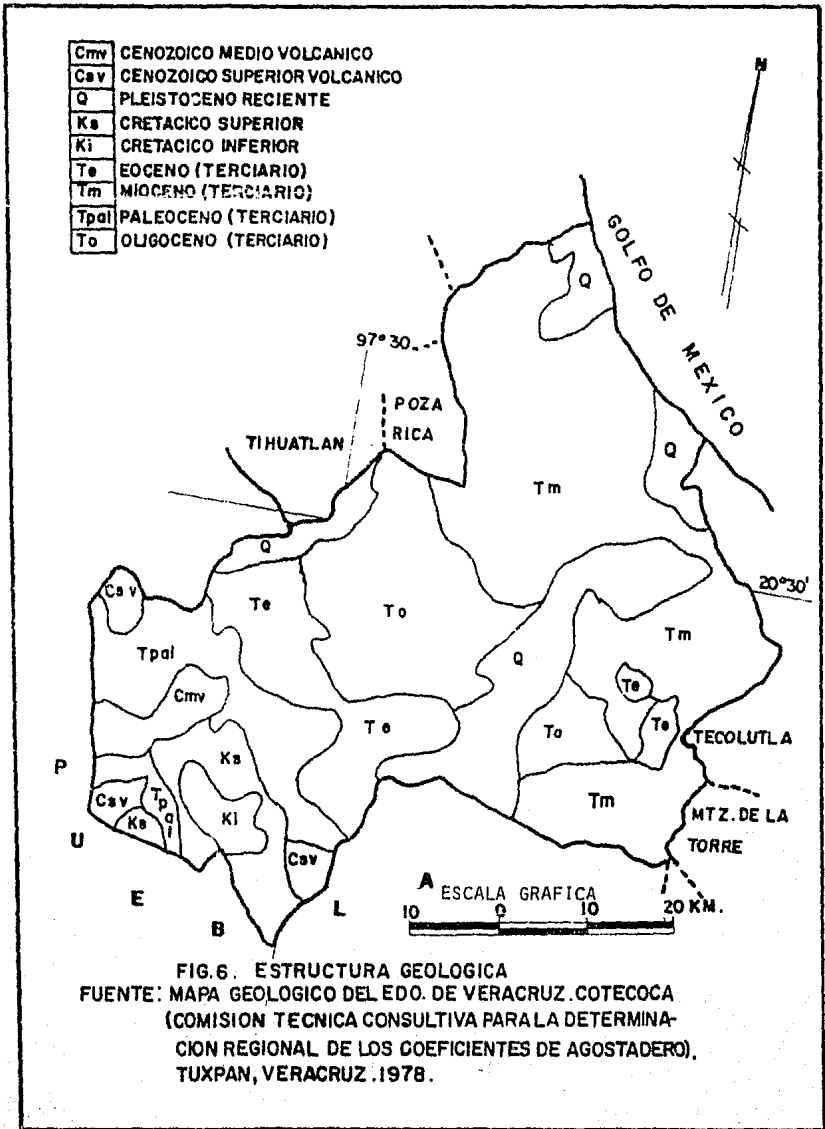 Cmv CENOZOICO MEDIO VOLCANICO
Csv CENOZOICO SUPERIOR VOLCANICO
Q PLEISTOCENO RECIENTE
Ks CRETACICO SUPERIOR
Ki CRETACICO INFERIOR
Te EOCENO (TERCIARIO)
Tm MIOCENO (TERCIARIO)
Tpal PALEOCENO (TERCIARIO)
To OLIGOCENO (TERCIARIO)
N
GOLFO DE MEXICO
Q
97°30
POZA
RICA
TIHUATLAN
Q
Tm
Q
Csv
Te
To
20°30'
Tpal
Tm
Q
Cmv
Te
Te
To
Te
TECOLUTLA
Ks
P
Csv
Tpal
Tm
MTZ. DE LA
TORRE
Ks
Ki
U
Csv
E
L
A
B
ESCALA GRAFICA
10 0 10 20 KM.
FIG.6. ESTRUCTURA GEOLOGICA
FUENTE: MAPA GEOLOGICO DEL EDO. DE VERACRUZ.COTECOCA
(COMISION TECNICA CONSULTIVA PARA LA DETERMINA-
CION REGIONAL DE LOS COEFICIENTES DE AGOSTADERO),
TUXPAN, VERACRUZ.1978.